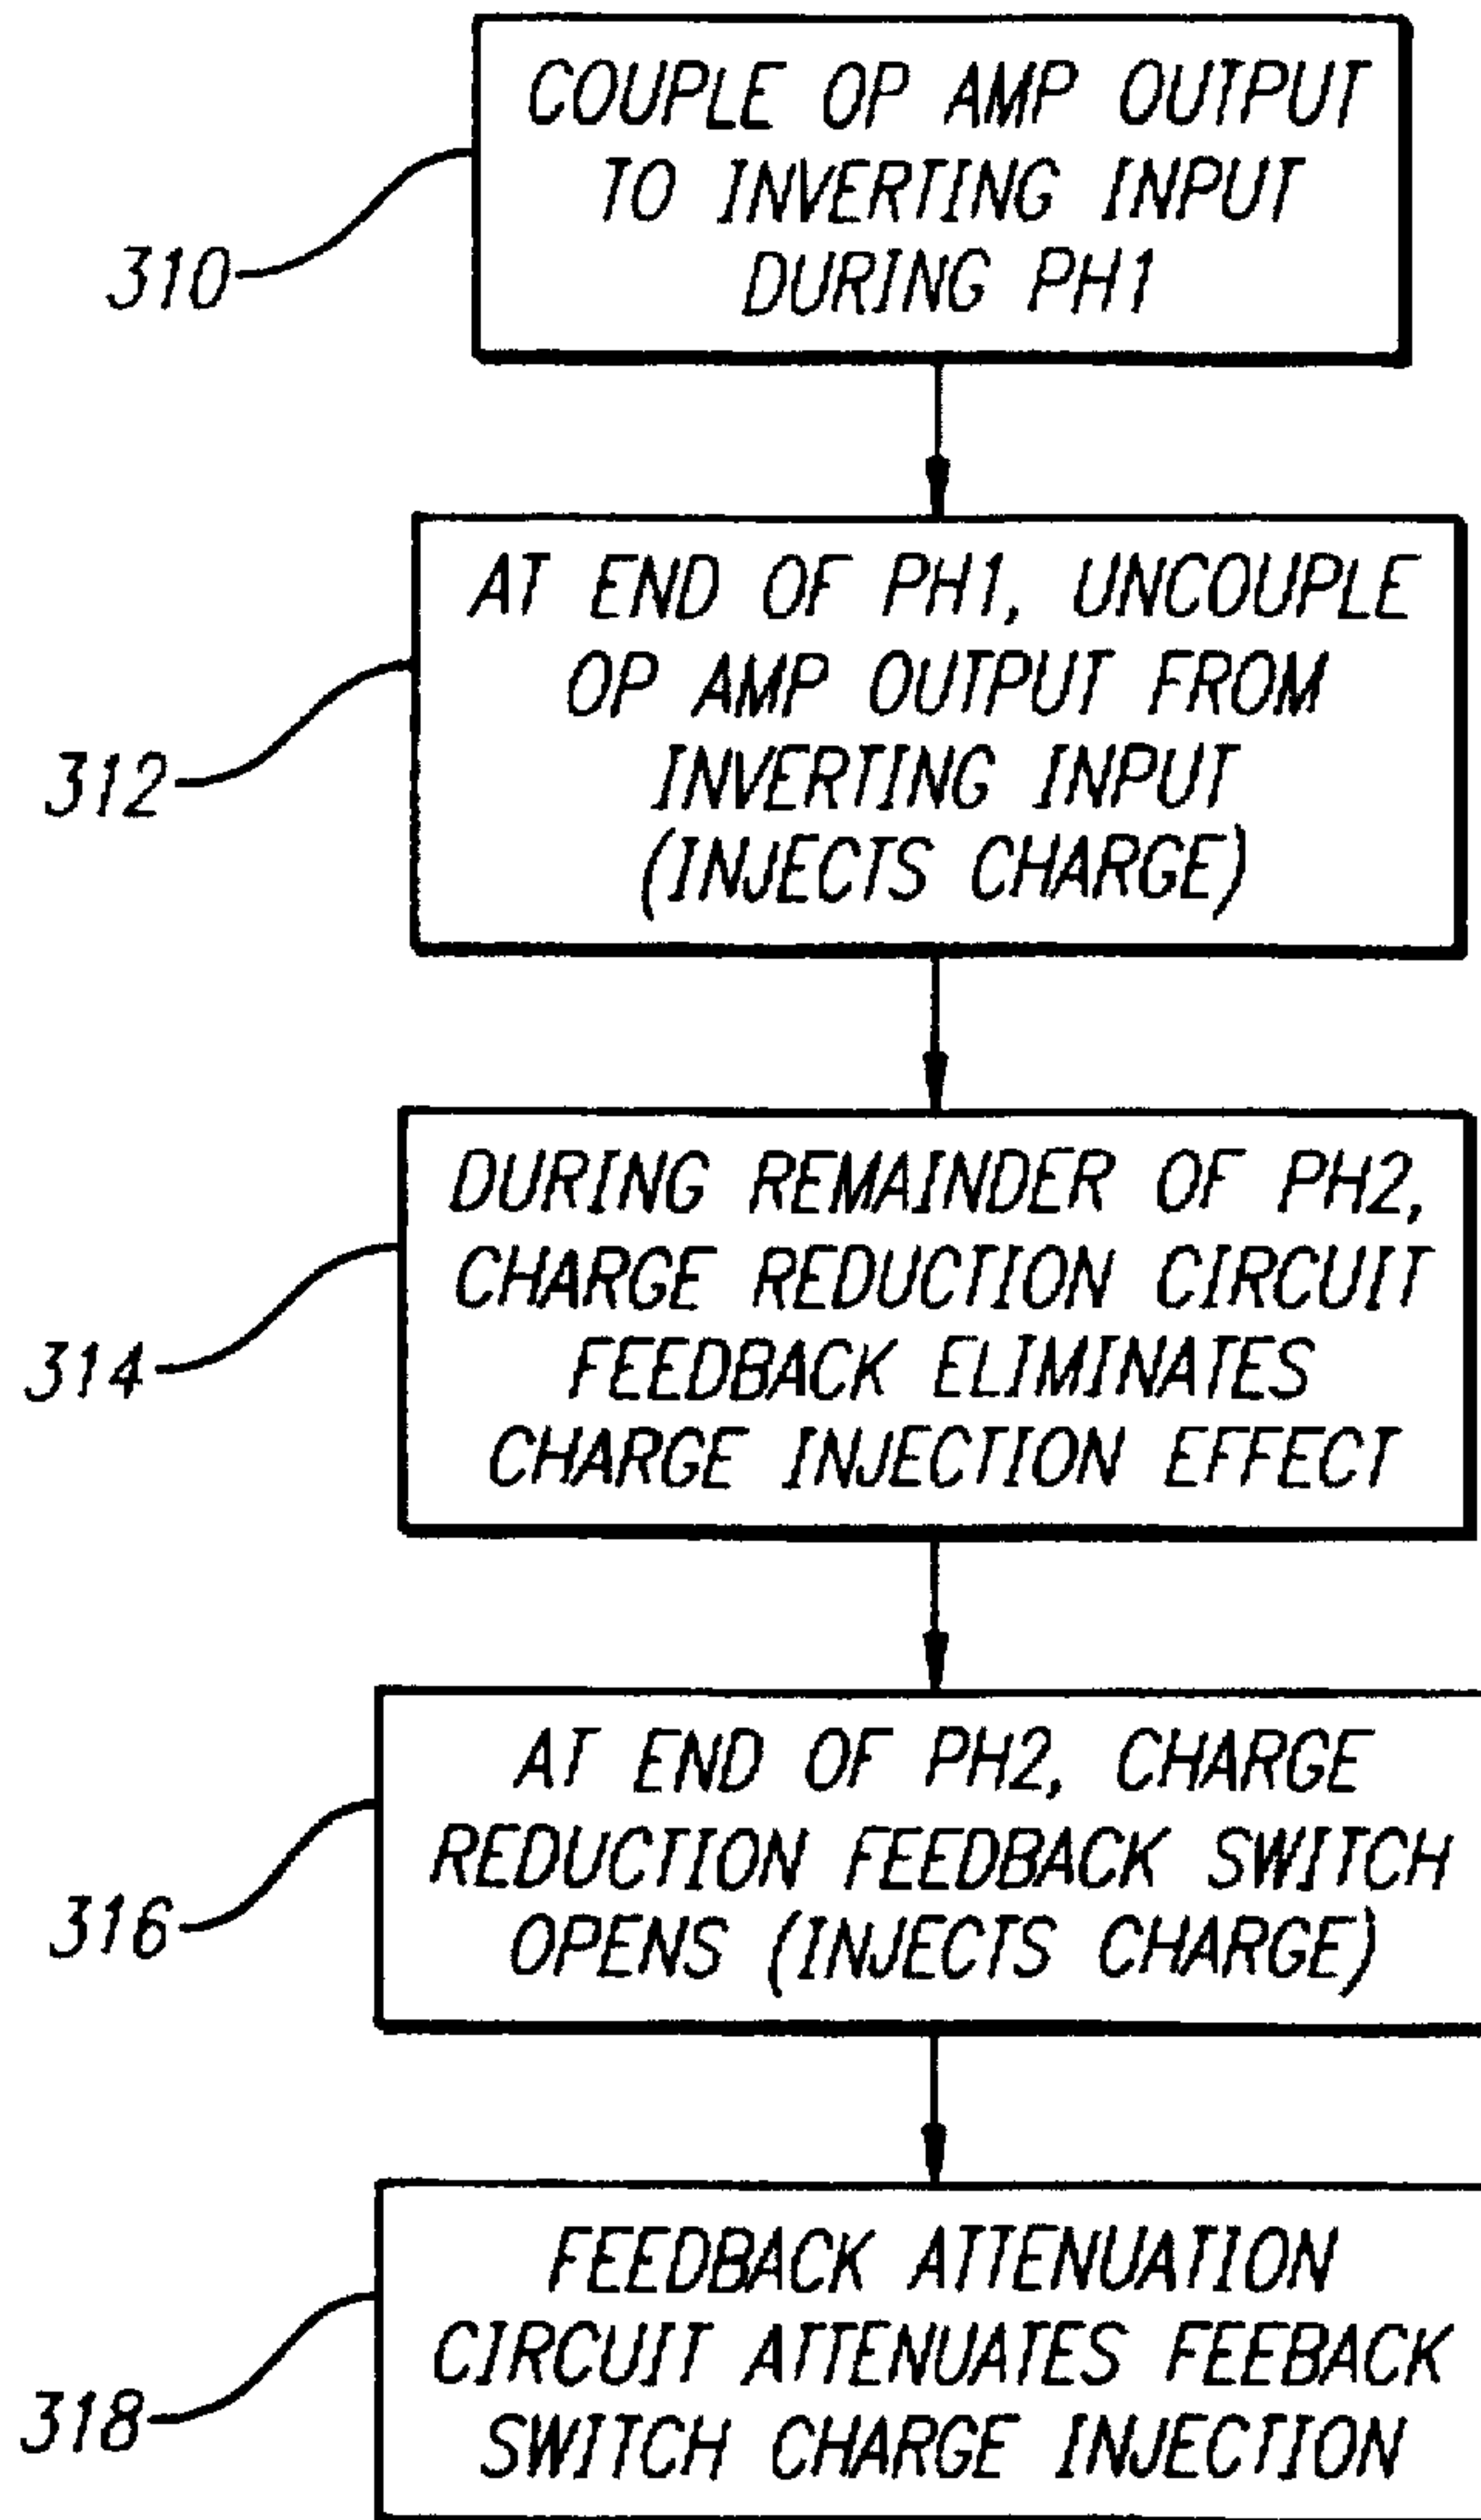 COUPLE OP AMP OUTPUT
TO INVERTING INPUT
DURING PH1
310
AT END OF PH1, UNCOUPLE
OP AMP OUTPUT FROM
INVERTING INPUT
(INJECTS CHARGE)
312
DURING REMAINDER OF PH2,
CHARGE REDUCTION CIRCUIT
FEEDBACK ELIMINATES
CHARGE INJECTION EFFECT
314
AT END OF PH2, CHARGE
REDUCTION FEEDBACK SWITCH
OPENS (INJECTS CHARGE)
316
FEEDBACK ATTENUATION
CIRCUIT ATTENUATES FEEBACK
SWITCH CHARGE INJECTION
318